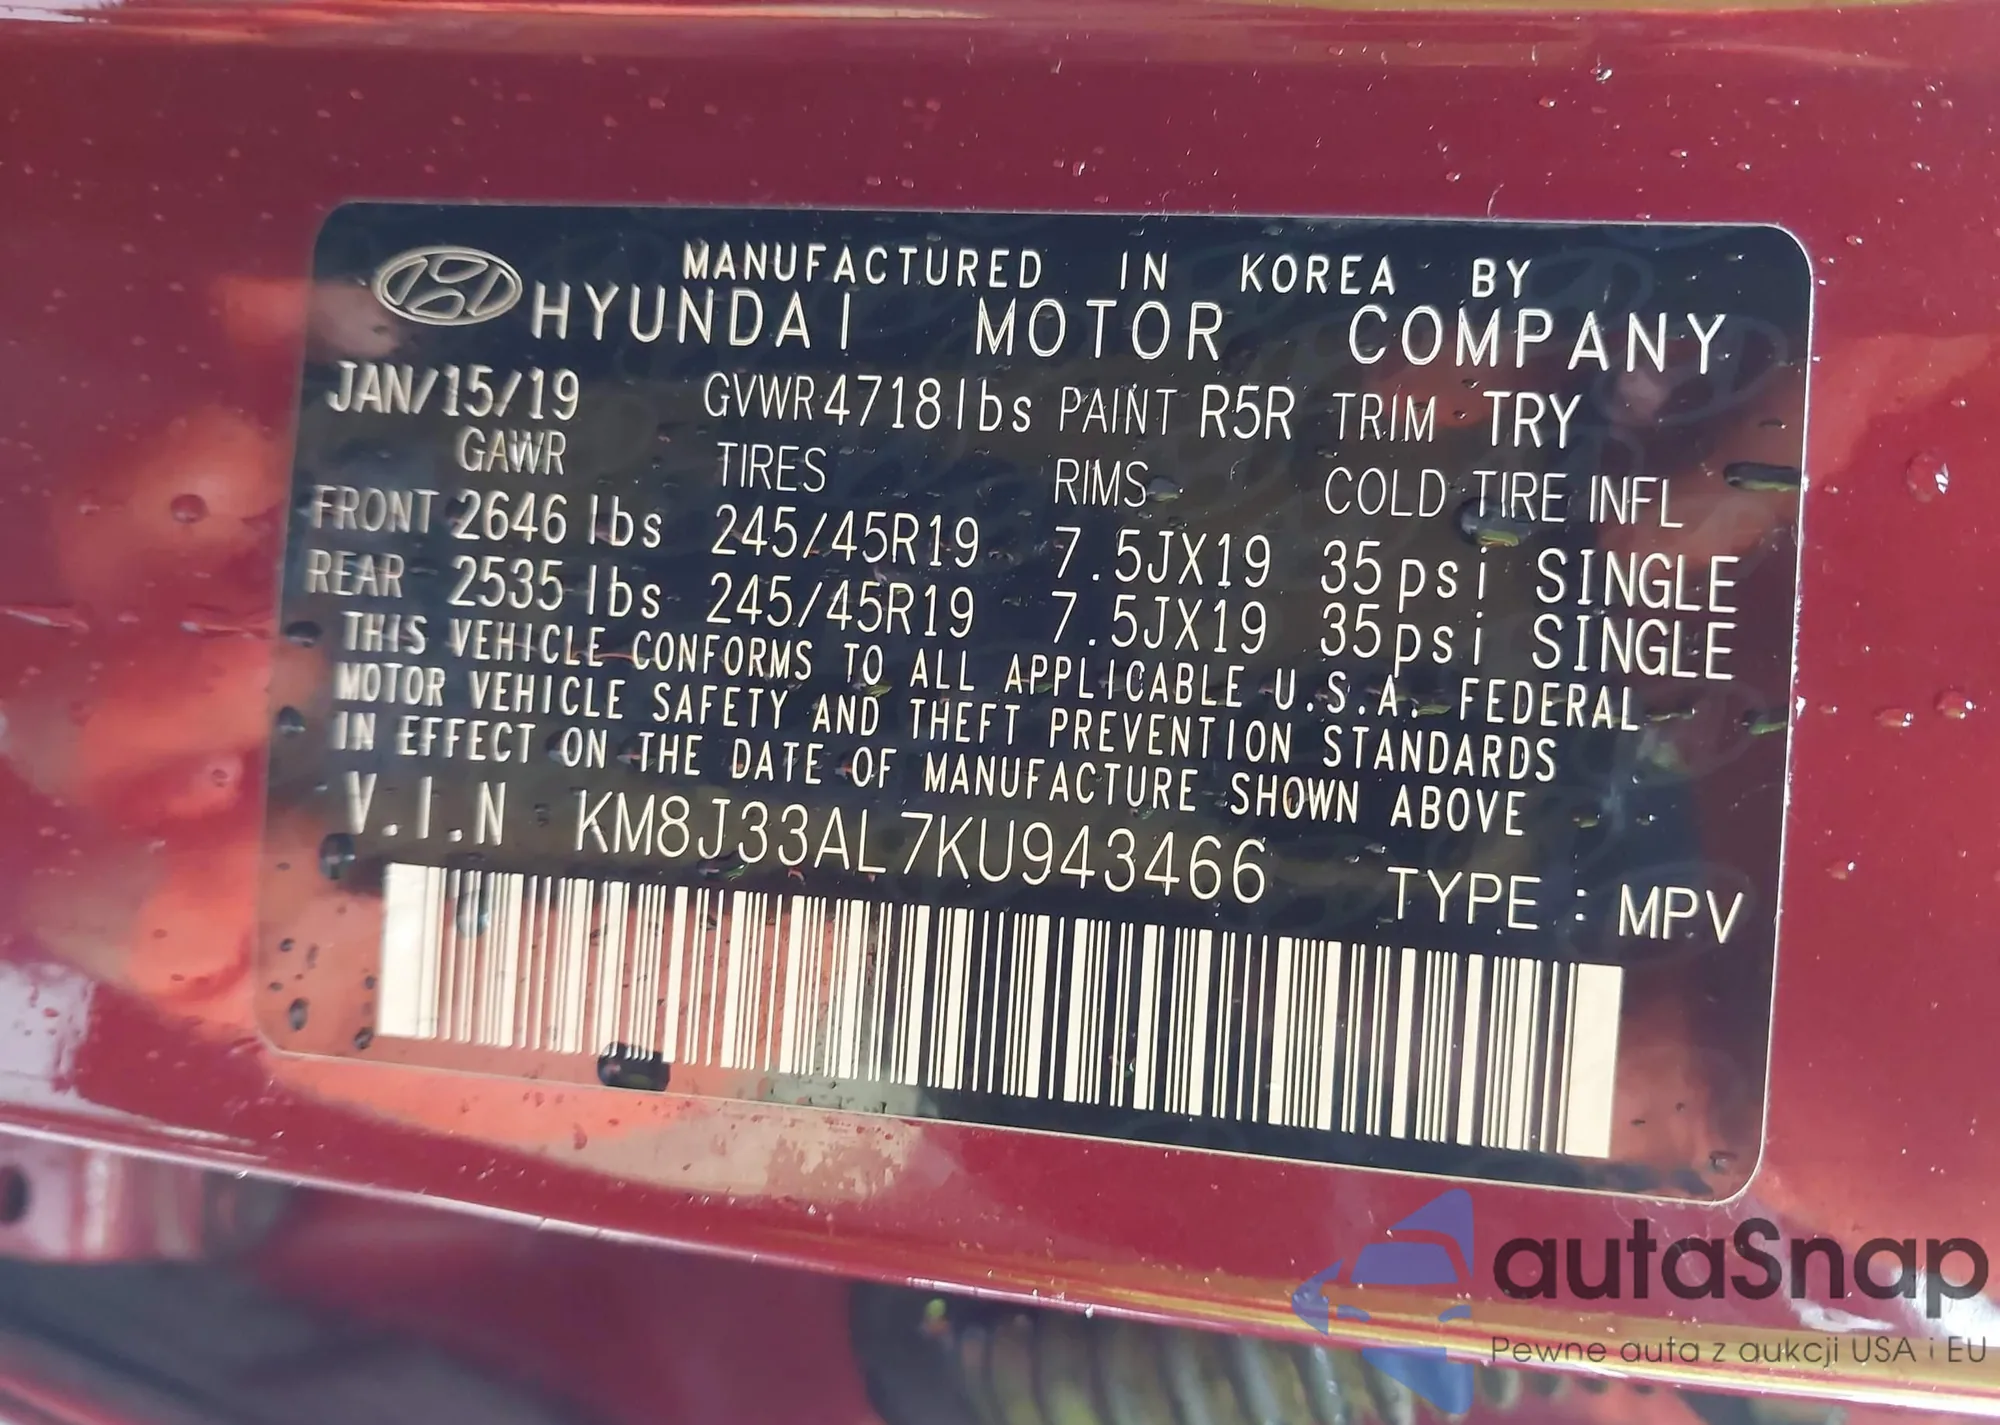 MANUFACTURED IN KOREA BY
HYUNDAI MOTOR COMPANY
JAN/15/19 GVWR 4718lbs PAINT R5R TRIM TRY
GAWR TIRES RIMS COLD TIRE INFL
FRONT 2646 lbs 245/45R19 7.5JX19 35psi SINGLE
REAR 2535 lbs 245/45R19 7.5JX19 35psi SINGLE
THIS VEHICLE CONFORMS TO ALL APPLICABLE U.S.A. FEDERAL
MOTOR VEHICLE SAFETY AND THEFT PREVENTION STANDARDS
IN EFFECT ON THE DATE OF MANUFACTURE SHOWN ABOVE
V.I.N KM8J33AL7KU943466
TYPE : MPV
autaSnap
Pewne auta z aukcji USA i EU